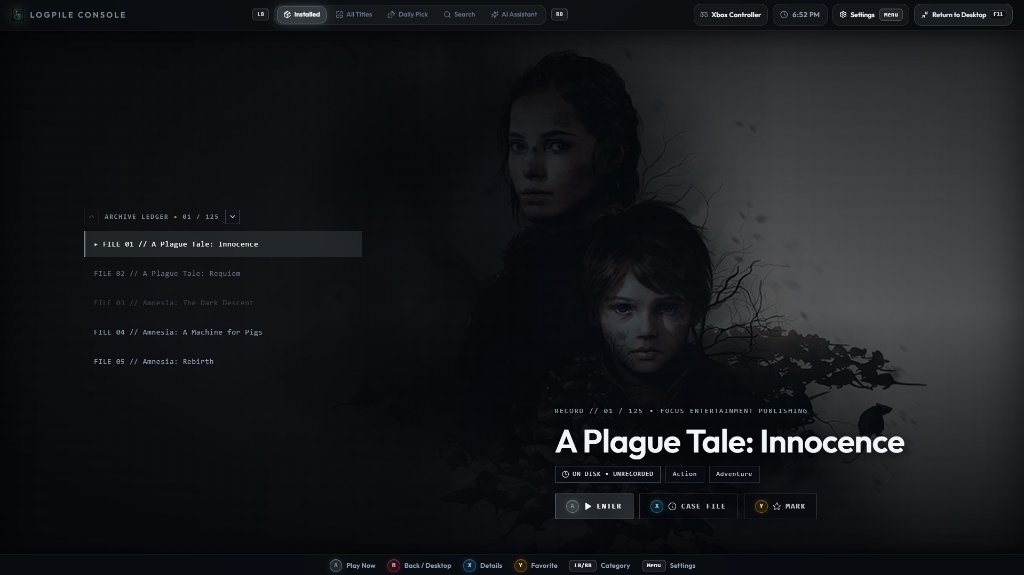 LOGPILE CONSOLE
LB Installed All Titles Daily Pick Search AI Assistant RB
Xbox Controller 6:52 PM Settings Menu Return to Desktop F11
ARCHIVE LEDGER • 01 / 125
▸ FILE 01 // A Plague Tale: Innocence
FILE 02 // A Plague Tale: Requiem
FILE 03 // Amnesia: The Dark Descent
FILE 04 // Amnesia: A Machine for Pigs
FILE 05 // Amnesia: Rebirth
RECORD // 01 / 125 • FOCUS ENTERTAINMENT PUBLISHING
A Plague Tale: Innocence
ON DISK • UNRECORDED Action Adventure
A ENTER X CASE FILE Y MARK
A Play Now B Back / Desktop X Details Y Favorite LB/RB Category Menu Settings